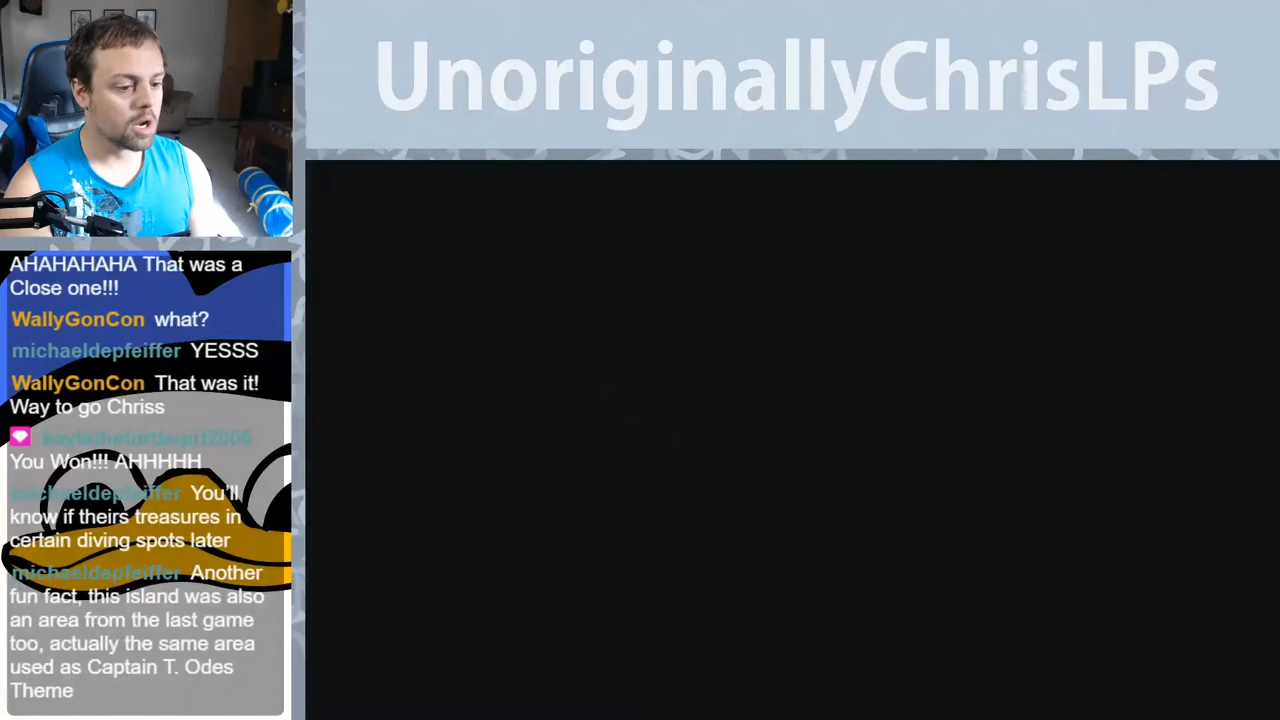 UnoriginallyChrisLPs
AHAHAHAHA That was a
Close one!!!
WallyGonCon what?
michaeldepfeiffer YESSS
WallyGonCon That was it!
Way to go Chriss
You Won!!! AHHHHH
michaeldepfeiffer You'll
know if theirs treasures in
certain diving spots later
michaeldepfeiffer Another
fun fact, this island was also
an area from the last game
too, actually the same area
used as Captain T. Odes
Theme